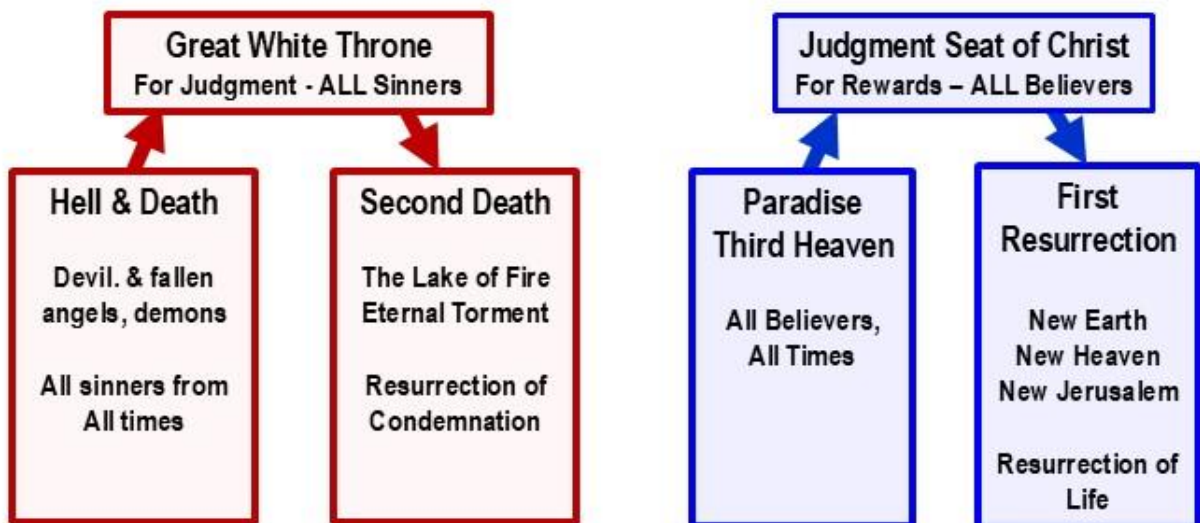 Great White Throne
For Judgment - ALL Sinners
Hell & Death
Devil. & fallen
angels, demons
All sinners from
All times
Second Death
The Lake of Fire
Eternal Torment
Resurrection of
Condemnation
Judgment Seat of Christ
For Rewards – ALL Believers
Paradise
Third Heaven
All Believers,
All Times
First
Resurrection
New Earth
New Heaven
New Jerusalem
Resurrection of
Life